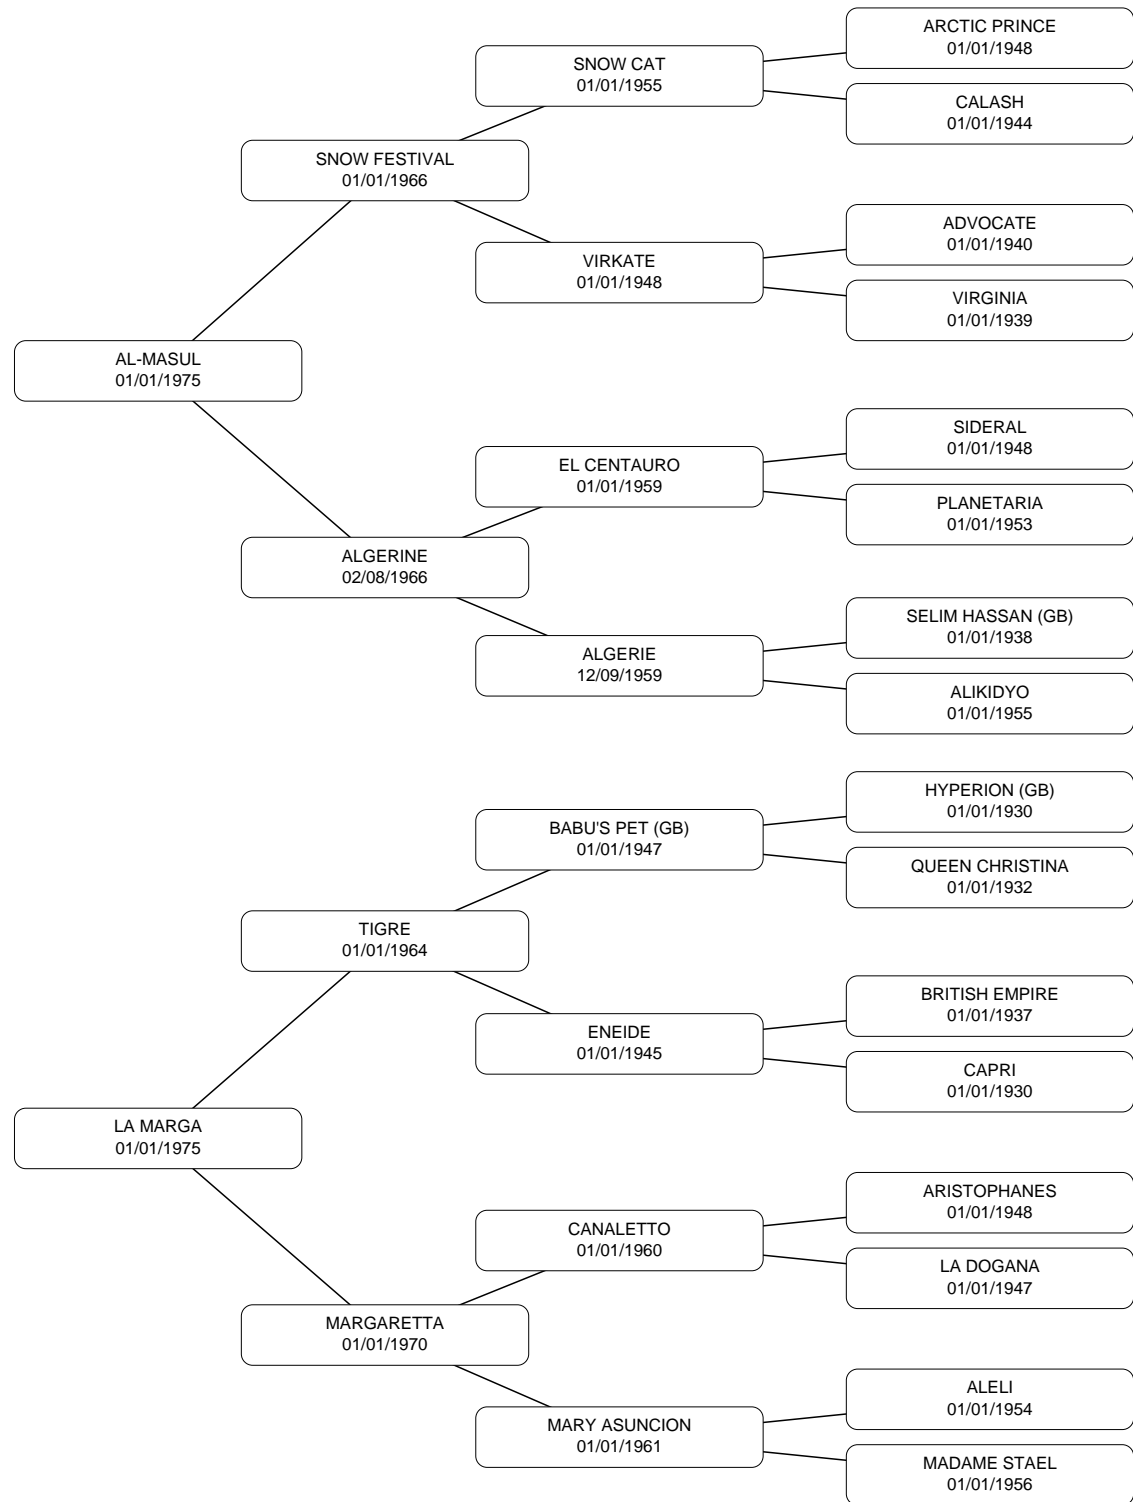 ARCTIC PRINCE
01/01/1948
SNOW CAT
01/01/1955
CALASH
01/01/1944
SNOW FESTIVAL
01/01/1966
ADVOCATE
01/01/1940
VIRKATE
01/01/1948
VIRGINIA
01/01/1939
AL-MASUL
01/01/1975
SIDERAL
01/01/1948
EL CENTAURO
01/01/1959
PLANETARIA
01/01/1953
ALGERINE
02/08/1966
SELIM HASSAN (GB)
01/01/1938
ALGERIE
12/09/1959
ALIKIDYO
01/01/1955
HYPERION (GB)
01/01/1930
BABU'S PET (GB)
01/01/1947
QUEEN CHRISTINA
01/01/1932
TIGRE
01/01/1964
BRITISH EMPIRE
01/01/1937
ENEIDE
01/01/1945
CAPRI
01/01/1930
LA MARGA
01/01/1975
ARISTOPHANES
01/01/1948
CANALETTO
01/01/1960
LA DOGANA
01/01/1947
MARGARETTA
01/01/1970
ALELI
01/01/1954
MARY ASUNCION
01/01/1961
MADAME STAEL
01/01/1956